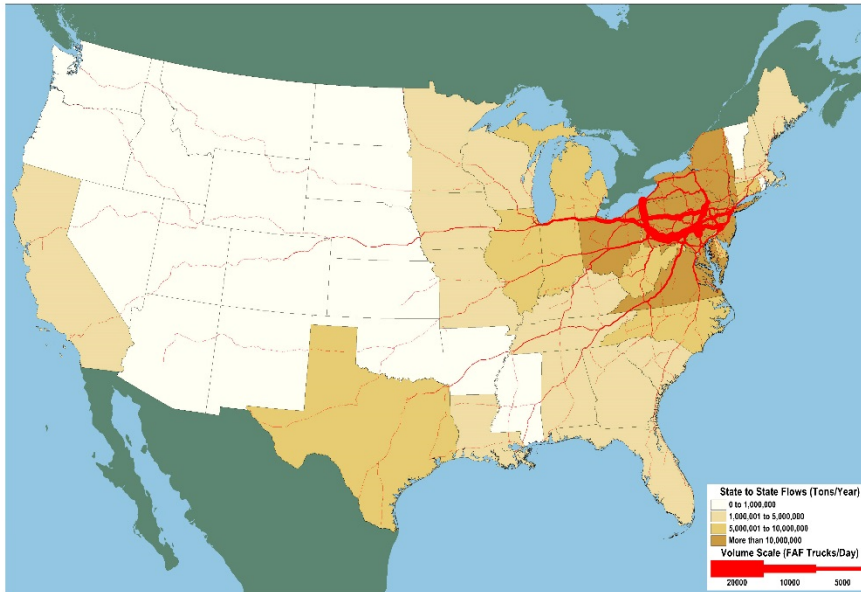 State to State Flows (Tons/Year)
0 to 1,000,000
1,000,001 to 5,000,000
5,000,001 to 10,000,000
More than 10,000,000
Volume Scale (FAF Trucks/Day)
20000 10000 5000